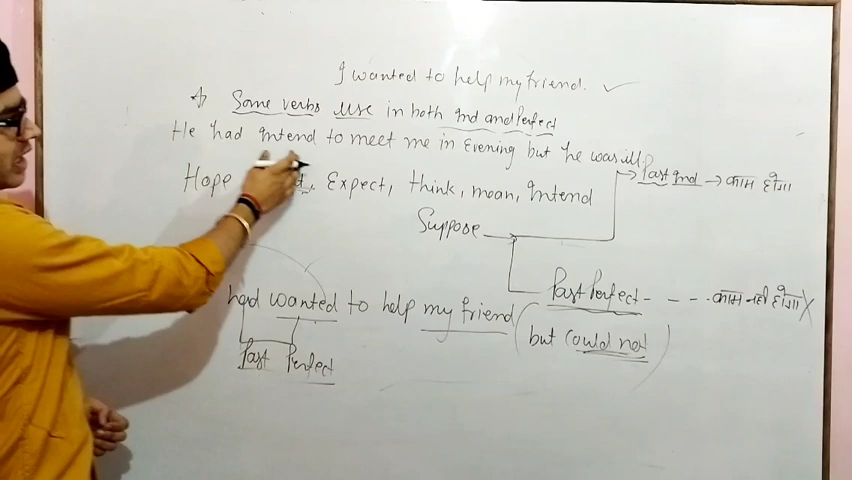 I wanted to help my friend. ✓
Some verbs use in both Ind and Perfect
He had Intend to meet me in Evening but he was ill
Hope t, Expect, think, mean, Intend
Suppose
Past Ind → काम होगा
Past Perfect - - - काम नही होगा X
had wanted to help my friend (but could not)
Past Perfect